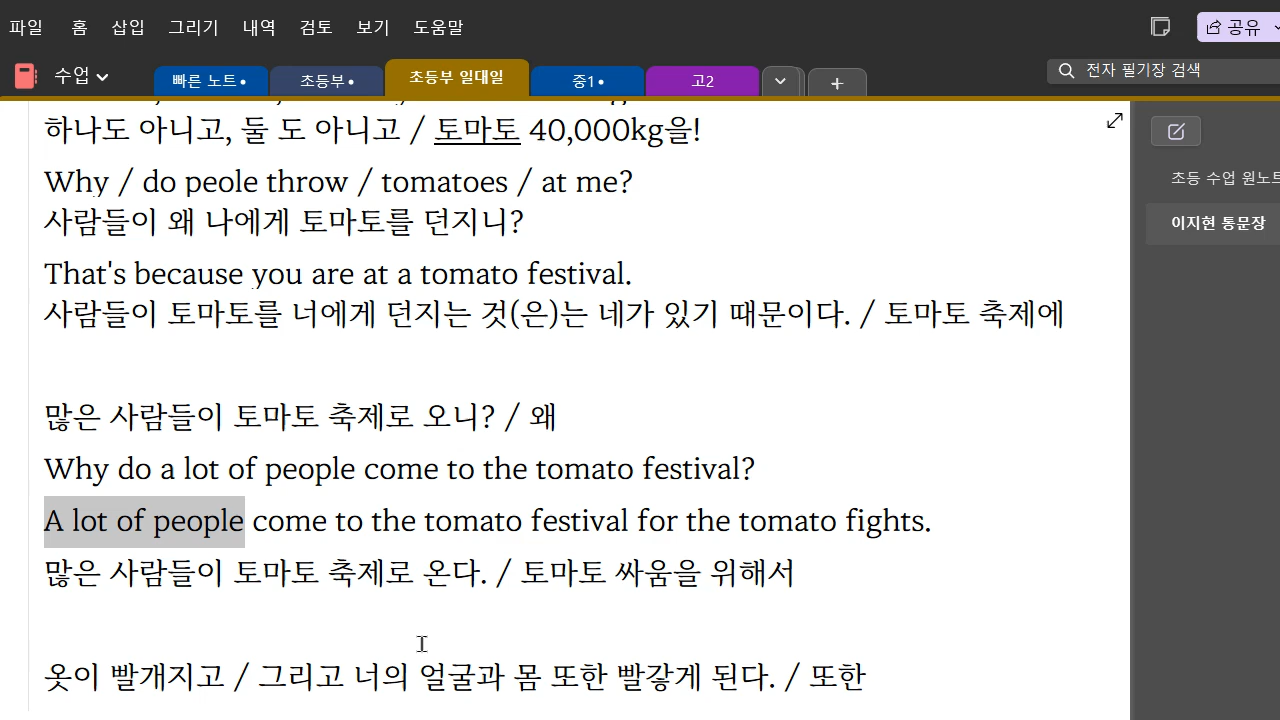 파일 홈 삽입 그리기 내역 검토 보기 도움말 공유
수업 빠른 노트 초등부 초등부 일대일 중1 고2 전자 필기장 검색
하나도 아니고, 둘 도 아니고 / 토마토 40,000kg을!
Why / do peole throw / tomatoes / at me?
사람들이 왜 나에게 토마토를 던지니?
That's because you are at a tomato festival.
사람들이 토마토를 너에게 던지는 것(은)는 네가 있기 때문이다. / 토마토 축제에
많은 사람들이 토마토 축제로 오니? / 왜
Why do a lot of people come to the tomato festival?
A lot of people come to the tomato festival for the tomato fights.
많은 사람들이 토마토 축제로 온다. / 토마토 싸움을 위해서
옷이 빨개지고 / 그리고 너의 얼굴과 몸 또한 빨갛게 된다. / 또한
초등 수업 원노트
이지현 통문장